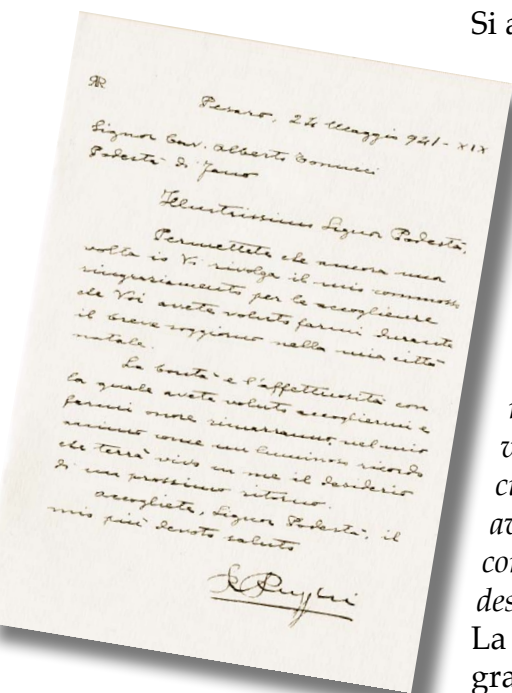 Si a
R
Pesaro, 24 Maggio 941-XIX
Signor Cav. Alberto
Podestà di Fano
Illustrissimo Signor Podestà,
Permettete che ancora una
volta io Vi rivolga il mio commosso
ringraziamento per le accoglienze
che Voi avete voluto farmi durante
il breve soggiorno nella mia città
natale.
La bontà e l'affettuosità con
la quale avete voluto accogliermi e
farmi onore rimarranno nel mio
animo come un luminoso ricordo
che terrà vivo in me il desiderio
di un prossimo ritorno.
Accogliete, Signor Podestà, il
mio più devoto saluto
v
ci
av
con
des
La
gra